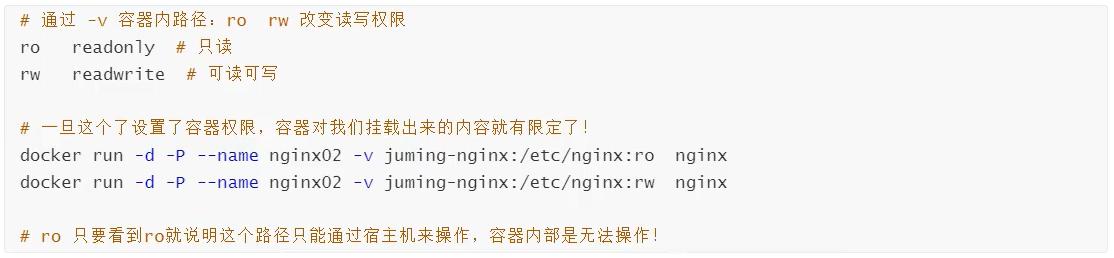 # 通过 -v 容器内路径：ro rw 改变读写权限
ro readonly # 只读
rw readwrite # 可读可写
# 一旦这个了设置了容器权限，容器对我们挂载出来的内容就有限定了！
docker run -d -P --name nginx02 -v juming-nginx:/etc/nginx:ro nginx
docker run -d -P --name nginx02 -v juming-nginx:/etc/nginx:rw nginx
# ro 只要看到ro就说明这个路径只能通过宿主机来操作，容器内部是无法操作！